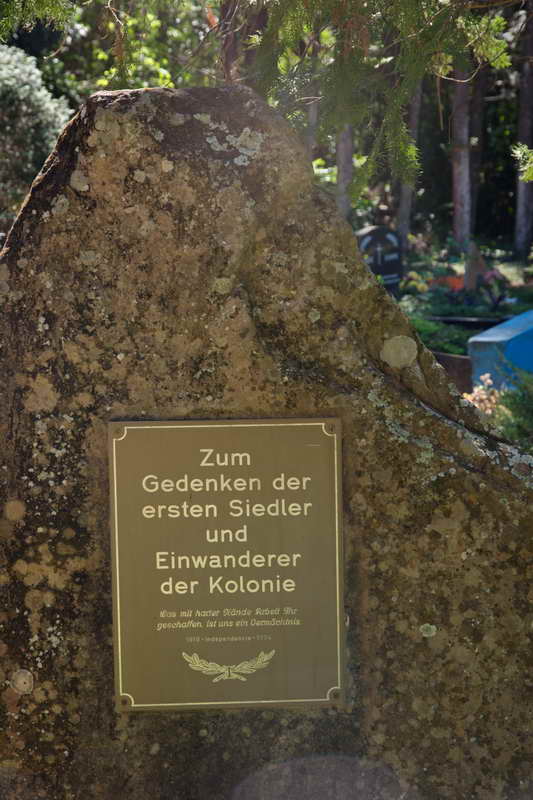 Zum
Gedenken der
ersten Siedler
und
Einwanderer
der Kolonie
Was mit harter Hände Arbeit Ihr
geschaffen, ist uns ein Vermächtnis
Independencia